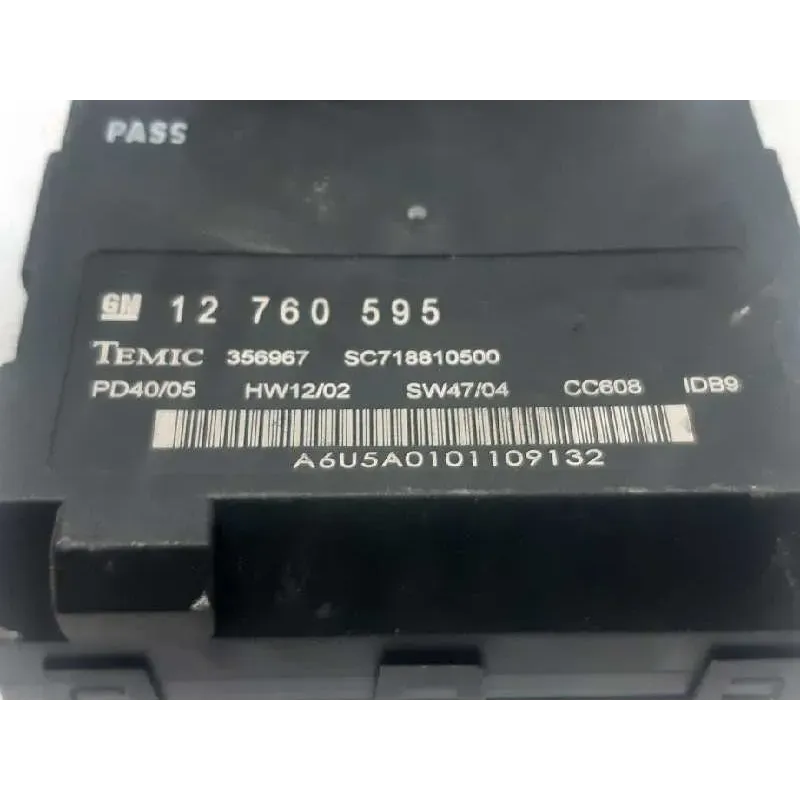 PASS
GM 12 760 595
TEMIC 356967 SC718810500
PD40/05 HW12/02 SW47/04 CC608 IDB9
A6U5A0101109132